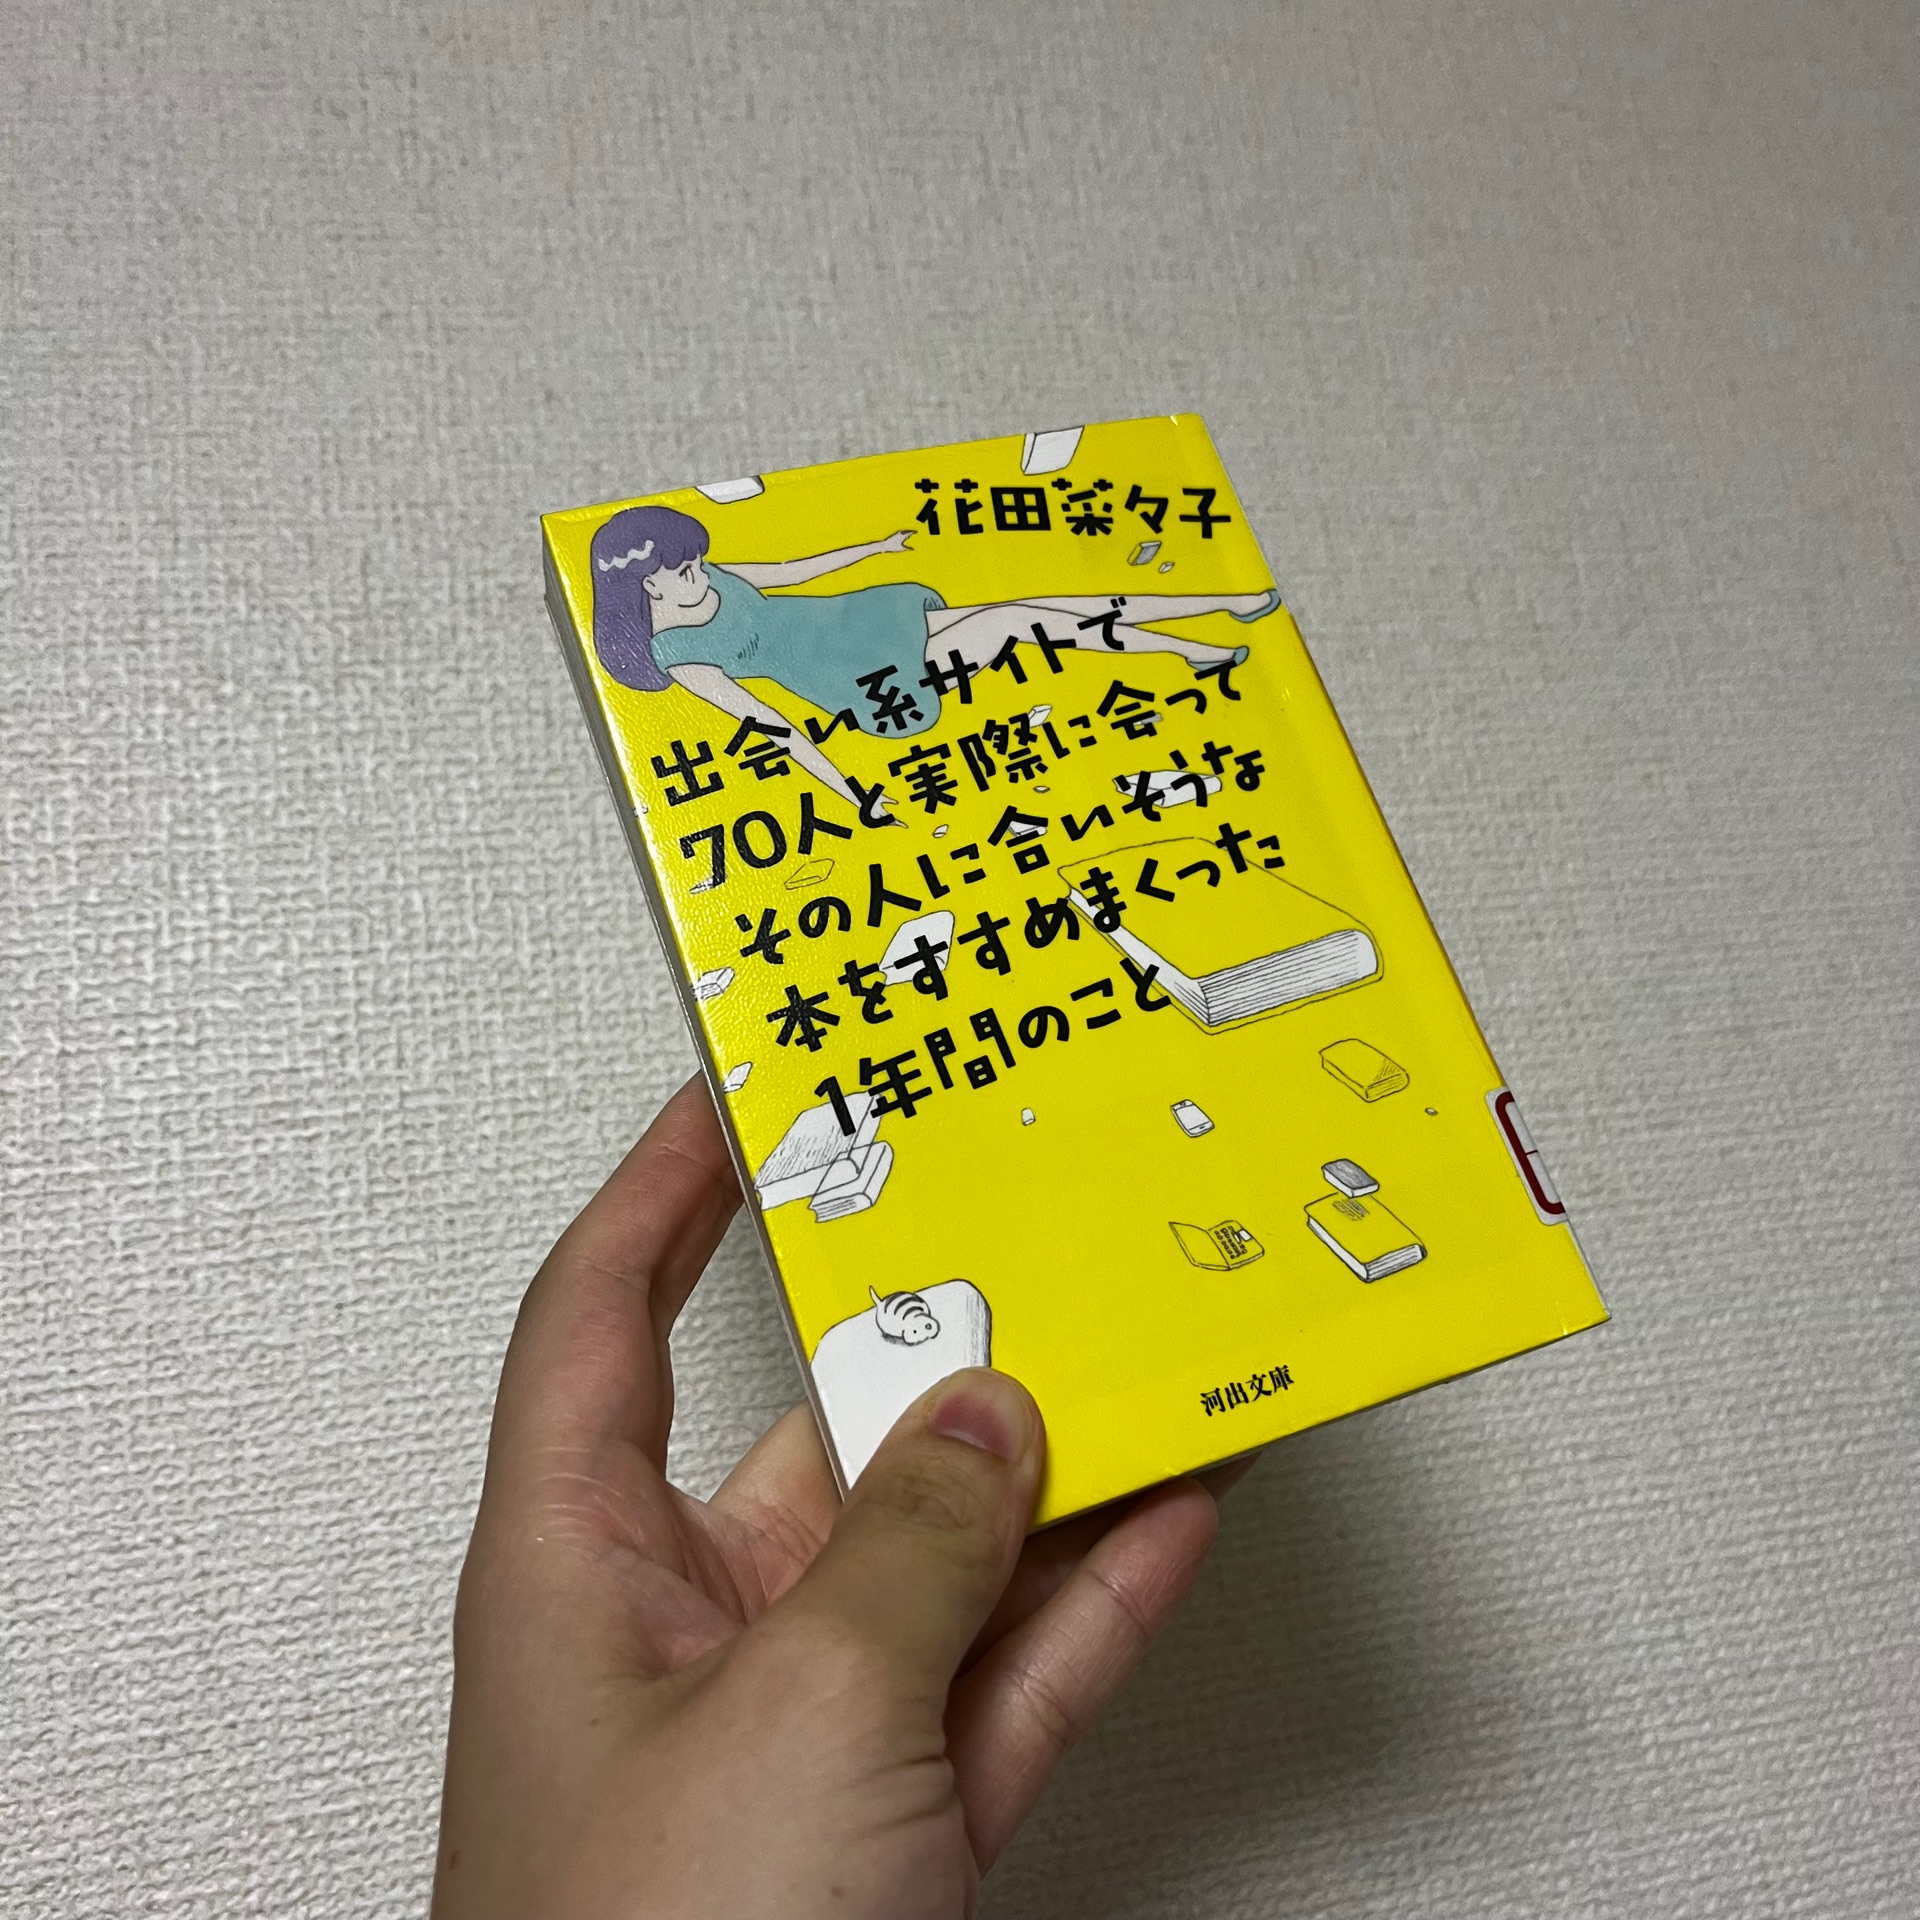 花田菜々子
出会い系サイトで
70人と実際に会って
その人に合いそうな
本をすすめまくった
1年間のこと
河出文庫